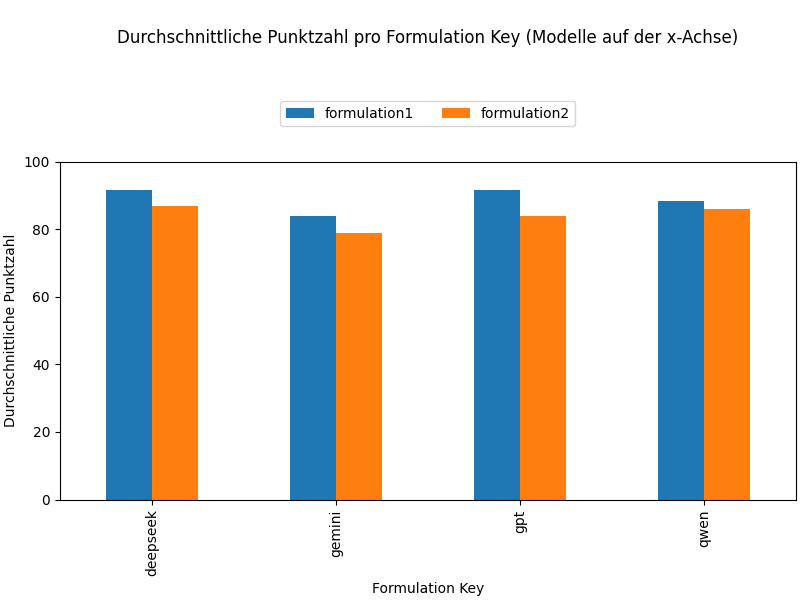 Durchschnittliche Punktzahl pro Formulation Key (Modelle auf der x-Achse)
formulation1 formulation2
100
80
60
40
20
0
Durchschnittliche Punktzahl
deepseek
gemini
gpt
qwen
Formulation Key